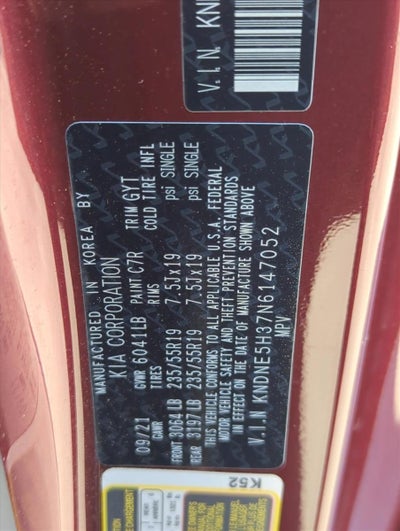 MANUFACTURED IN KOREA BY
KIA CORPORATION
09/21 GVWR 6041LB PAINT C7R TRIM GYT
GAWR TIRES RIMS COLD TIRE INFL
FRONT 3064LB 235/55R19 7.5Jx19 psi SINGLE
REAR 3197LB 235/55R19 7.5Jx19 psi SINGLE
THIS VEHICLE CONFORMS TO ALL APPLICABLE U.S.A. FEDERAL
MOTOR VEHICLE SAFETY AND THEFT PREVENTION STANDARDS
IN EFFECT ON THE DATE OF MANUFACTURE SHOWN ABOVE
V.I.N KNDNE5H37N6147052
MPV
V.I.N. KN
K52